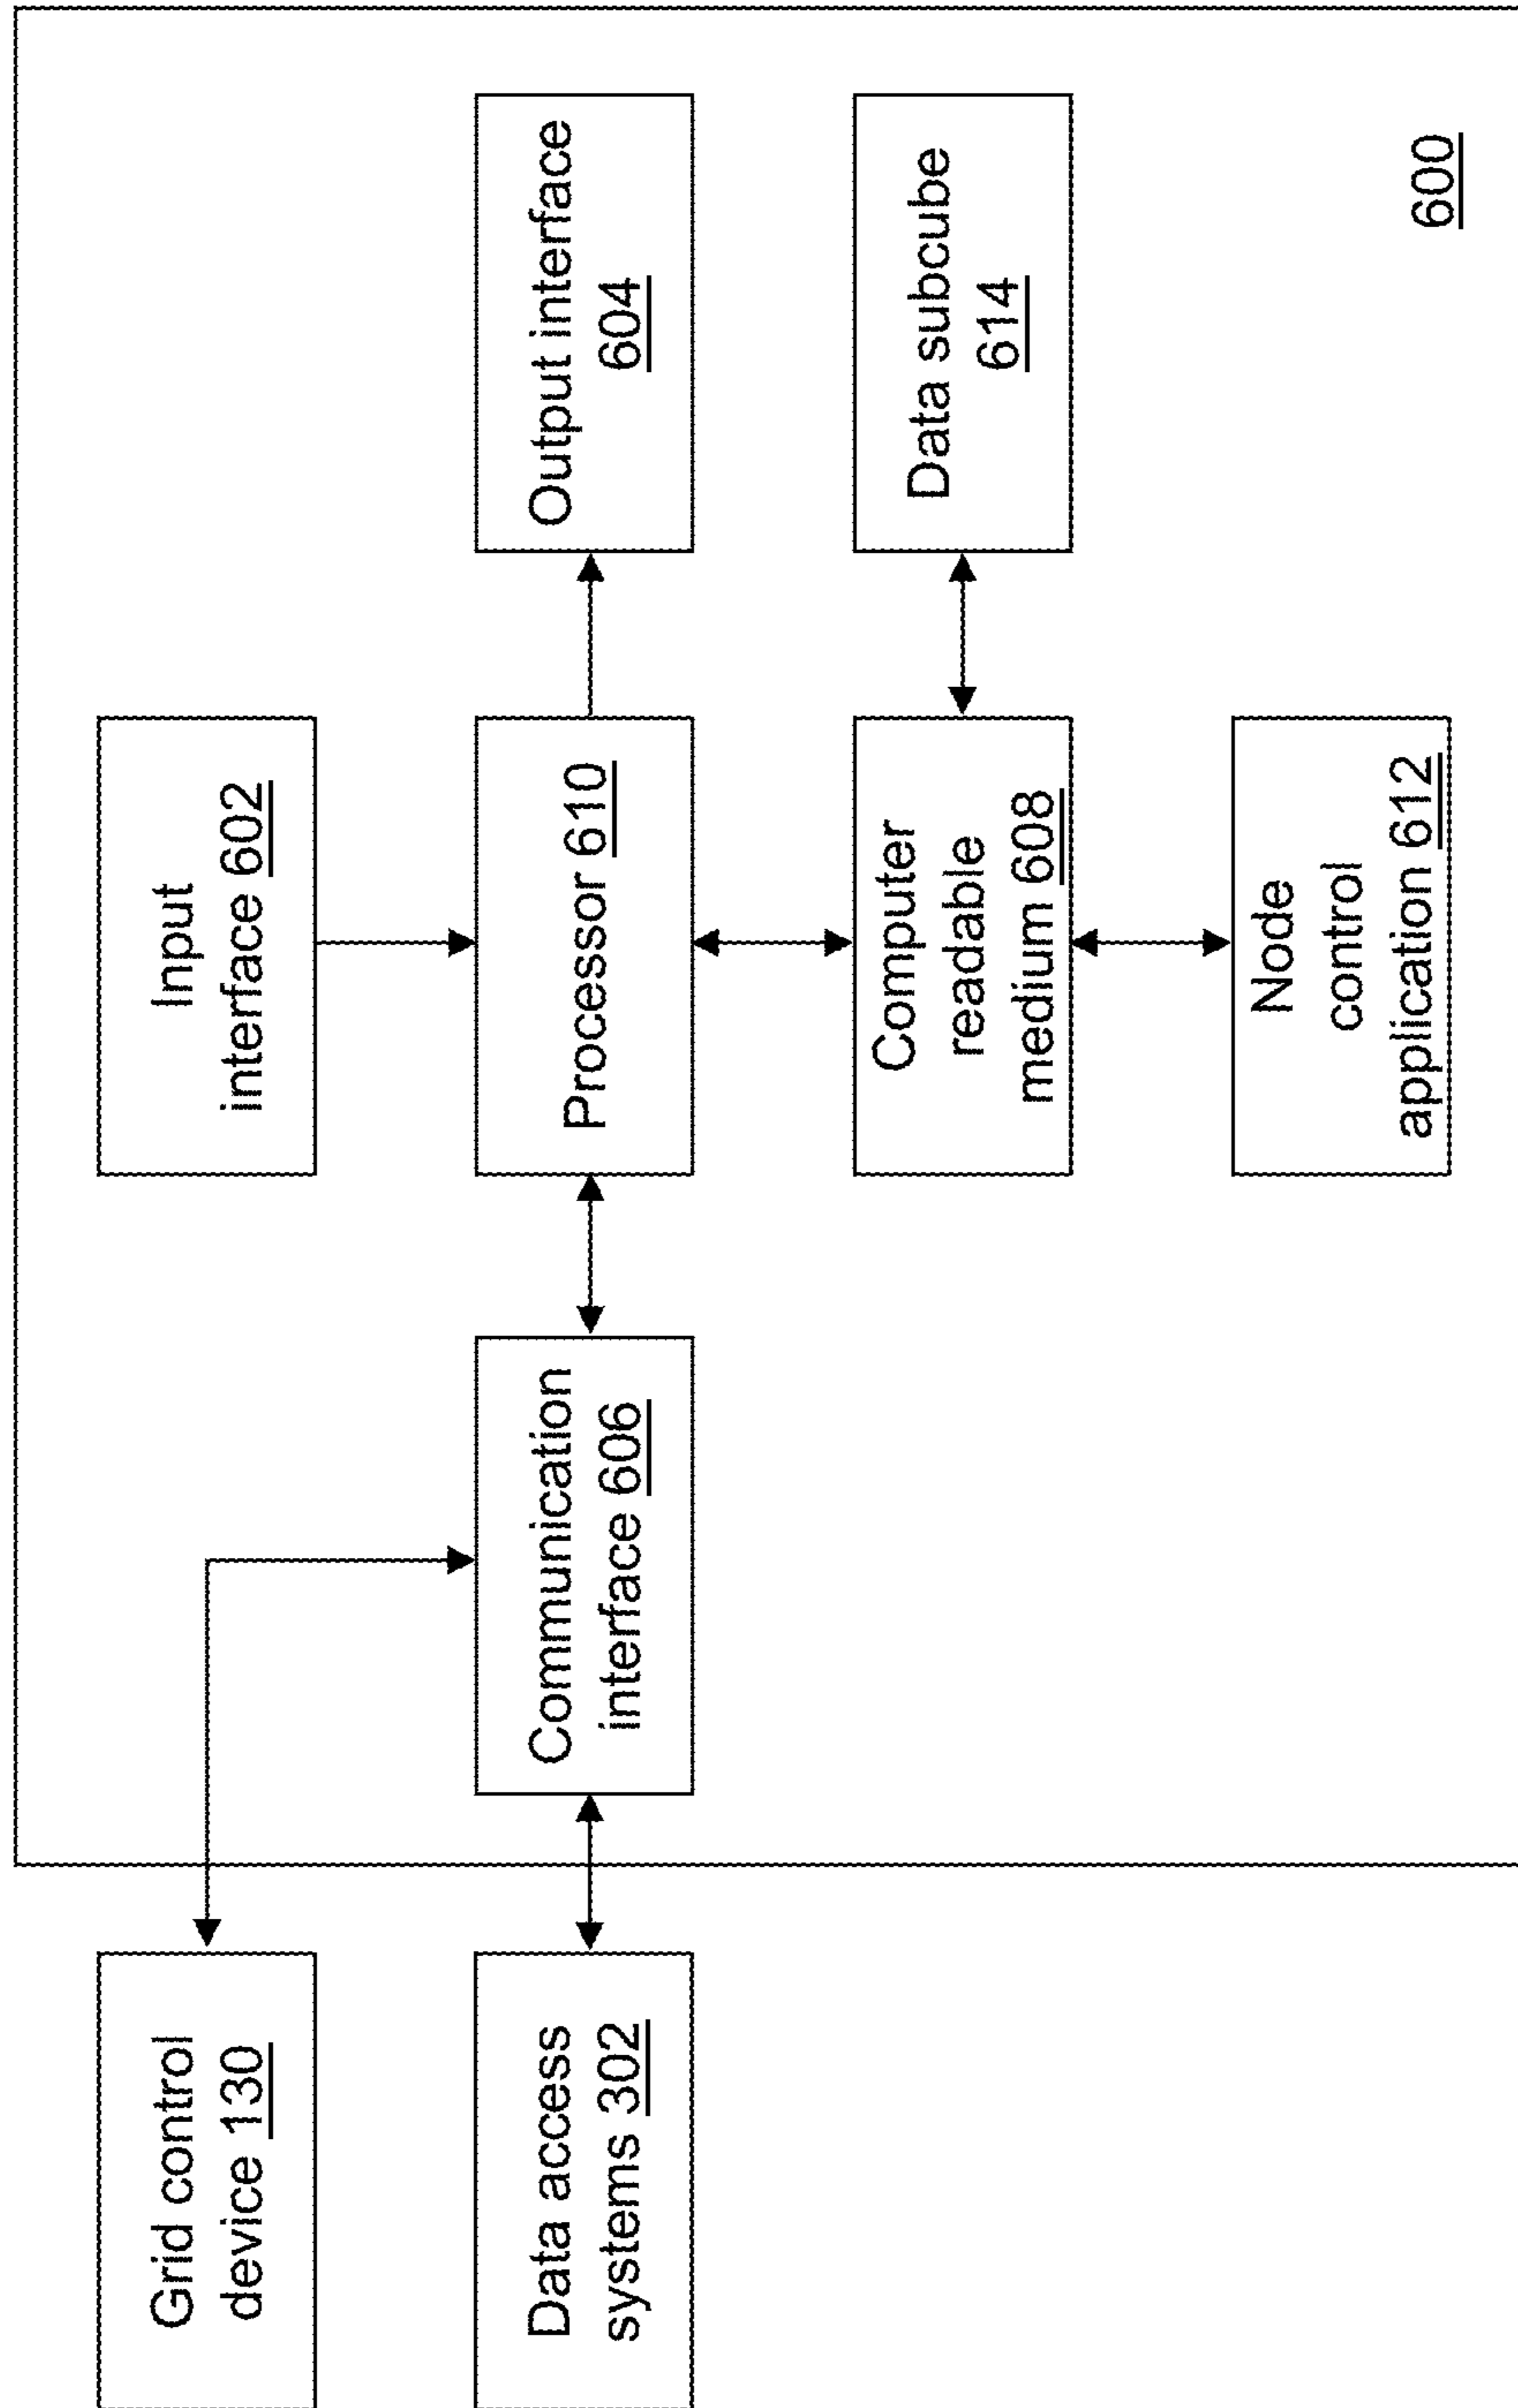 Input
interface 602
Grid control
device 130
Data access
systems 302
Communication
interface 606
Processor 610
Output interface
604
Computer
readable
medium 608
Data subcube
614
Node
control
application 612
600